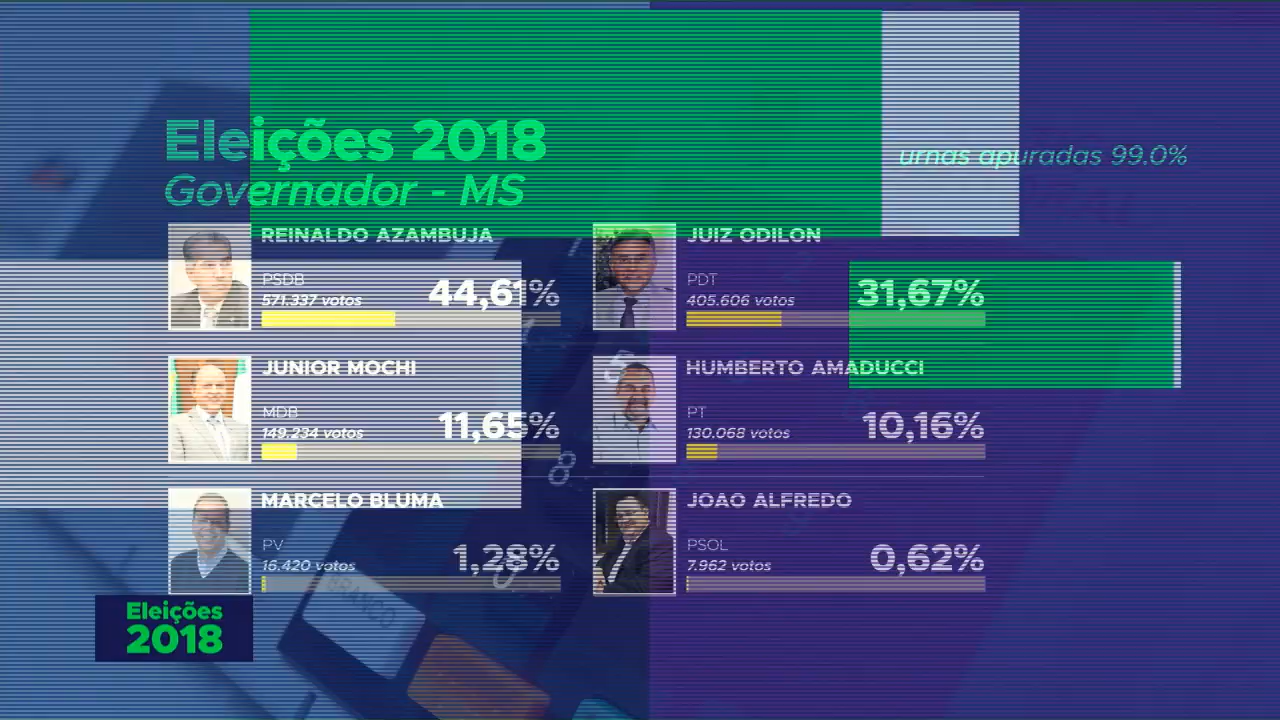 Eleições 2018
Governador - MS
urnas apuradas 99.0%
REINALDO AZAMBUJA
PSDB
571.337 votos
44,61%
JUIZ ODILON
PDT
405.606 votos
31,67%
JUNIOR MOCHI
MDB
149.234 votos
11,65%
HUMBERTO AMADUCCI
PT
130.068 votos
10,16%
MARCELO BLUMA
PV
16.420 votos
1,28%
JOAO ALFREDO
PSOL
7.962 votos
0,62%
BRANCO
Eleições
2018